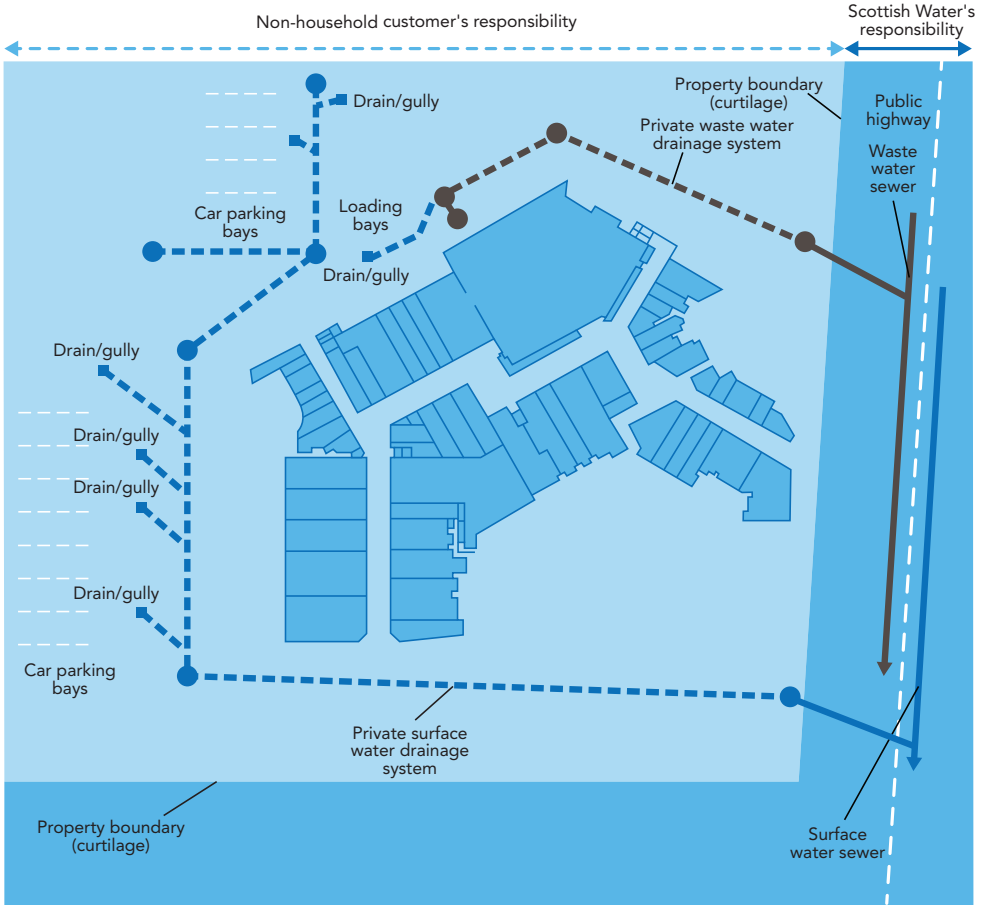 Non-household customer's responsibility
Scottish Water's
responsibility
Property boundary
(curtilage)
Public
highway
Drain/gully
Private waste water
drainage system
Waste
water
sewer
Car parking
bays
Loading
bays
Drain/gully
Drain/gully
Drain/gully
Drain/gully
Drain/gully
Car parking
bays
Private surface
water drainage
system
Property boundary
(curtilage)
Surface
water sewer